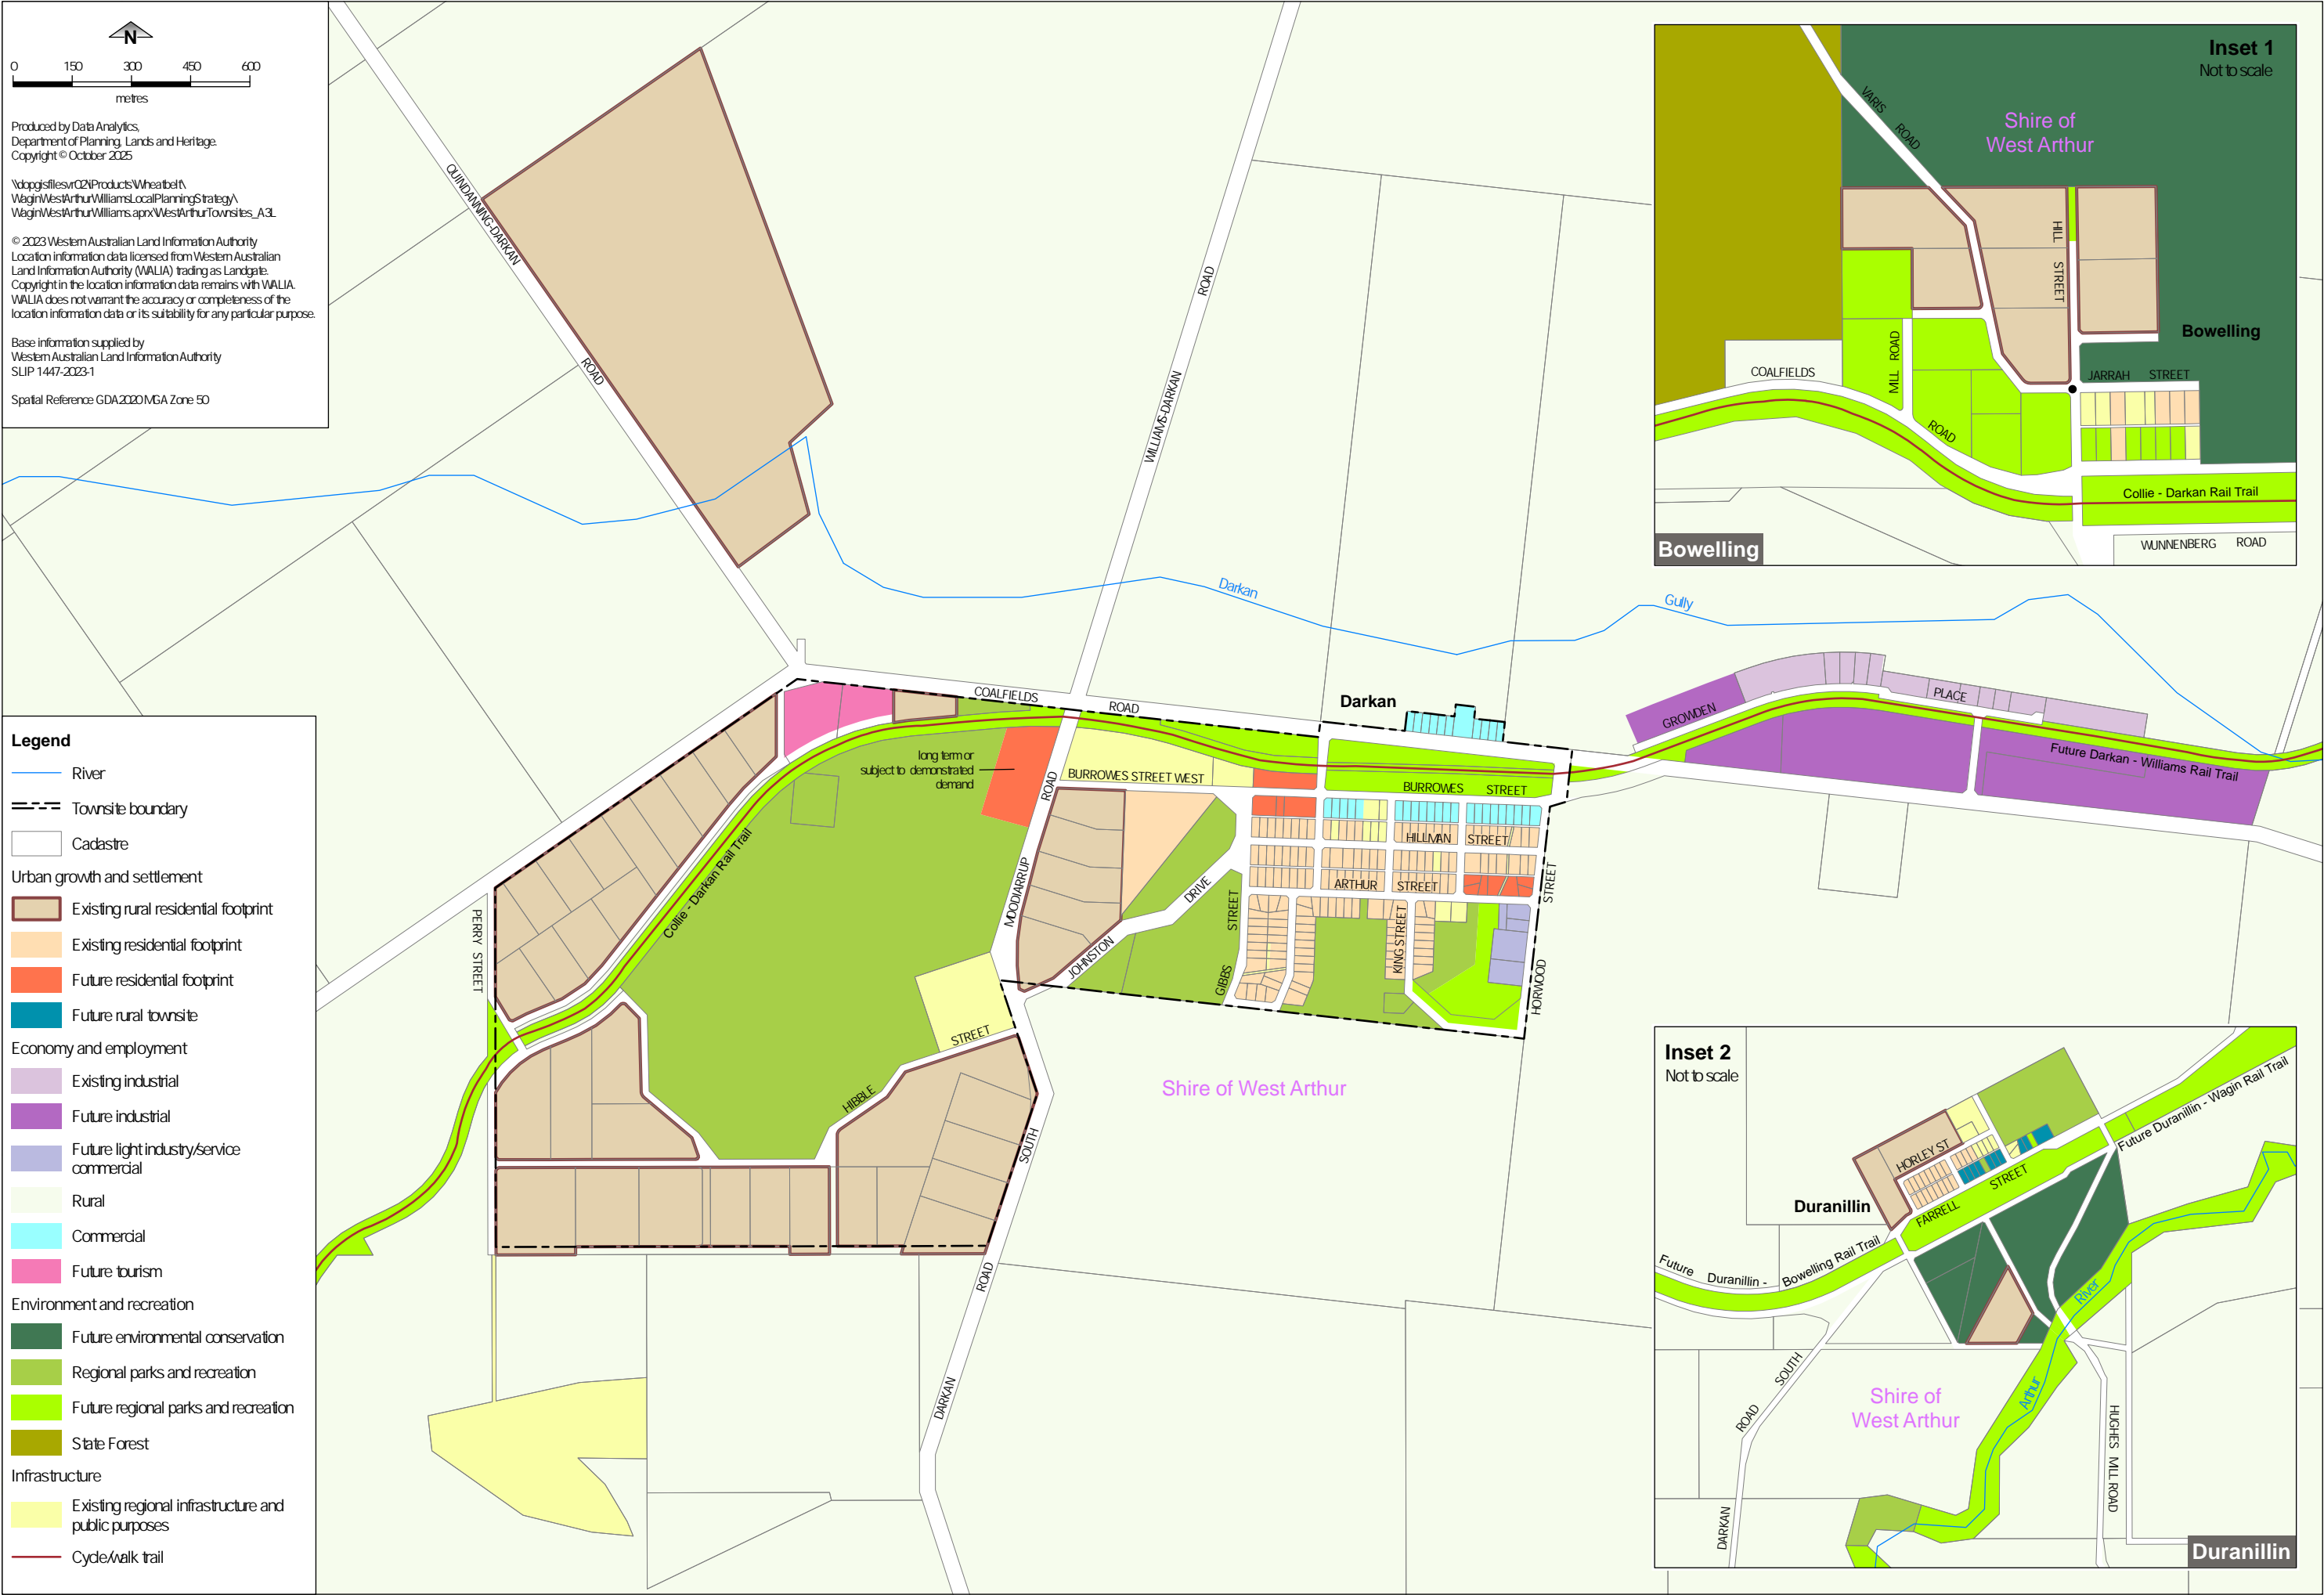 N
0 150 300 450 600
metres
Produced by Data Analytics,
Department of Planning, Lands and Heritage.
Copyright © October 2025
\\dopgisfilesvr02\iProducts\Wheatbelt\
WaginWestArthurWilliamsLocalPlanningStrategy\
WaginWestArthurWilliams.aprx\WestArthurTownsites_A3L
© 2023 Western Australian Land Information Authority
Location information data licensed from Western Australian
Land Information Authority (WALIA) trading as Landgate.
Copyright in the location information data remains with WALIA.
WALIA does not warrant the accuracy or completeness of the
location information data or its suitability for any particular purpose.
Base information supplied by
Western Australian Land Information Authority
SLIP 1447-2023-1
Spatial Reference GDA2020 MGA Zone 50
Legend
River
Townsite boundary
Cadastre
Urban growth and settlement
Existing rural residential footprint
Existing residential footprint
Future residential footprint
Future rural townsite
Economy and employment
Existing industrial
Future industrial
Future light industry/service
commercial
Rural
Commercial
Future tourism
Environment and recreation
Future environmental conservation
Regional parks and recreation
Future regional parks and recreation
State Forest
Infrastructure
Existing regional infrastructure and
public purposes
Cycle/walk trail
QUINDANNING-DARKAN
ROAD
WILLIAMS-DARKAN
ROAD
Darkan
Gully
COALFIELDS
ROAD
Darkan
GROWDEN
PLACE
Future Darkan - Williams Rail Trail
long term or
subject to demonstrated
demand
BURROWES STREET WEST
BURROWES STREET
HILLMAN STREET
ARTHUR STREET
KING STREET
GIBBS
STREET
HORWOOD
STREET
JOHNSTON
DRIVE
MOODIARRUP
ROAD
Collie - Darkan Rail Trail
PERRY STREET
HIBBLE
STREET
DARKAN
ROAD
SOUTH
Shire of West Arthur
Inset 1
Not to scale
VARIS
ROAD
Shire of
West Arthur
HILL
STREET
Bowelling
MILL ROAD
COALFIELDS
ROAD
JARRAH STREET
Collie - Darkan Rail Trail
WUNNENBERG ROAD
Bowelling
Inset 2
Not to scale
HORLEY ST
Duranillin
FARRELL
STREET
Future Duranillin - Wagin Rail Trail
Future Duranillin - Bowelling Rail Trail
River
Arthur
Shire of
West Arthur
DARKAN
ROAD
SOUTH
HUGHES MILL ROAD
Duranillin